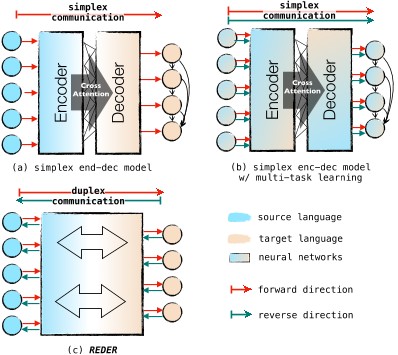 simplex
communication
Encoder
Cross
Attention
Decoder
(a) simplex end-dec model
simplex
communication
Encoder
Cross
Attention
Decoder
(b) simplex enc-dec model
w/ multi-task learning
duplex
communication
(c) REDER
source language
target language
neural networks
forward direction
reverse direction